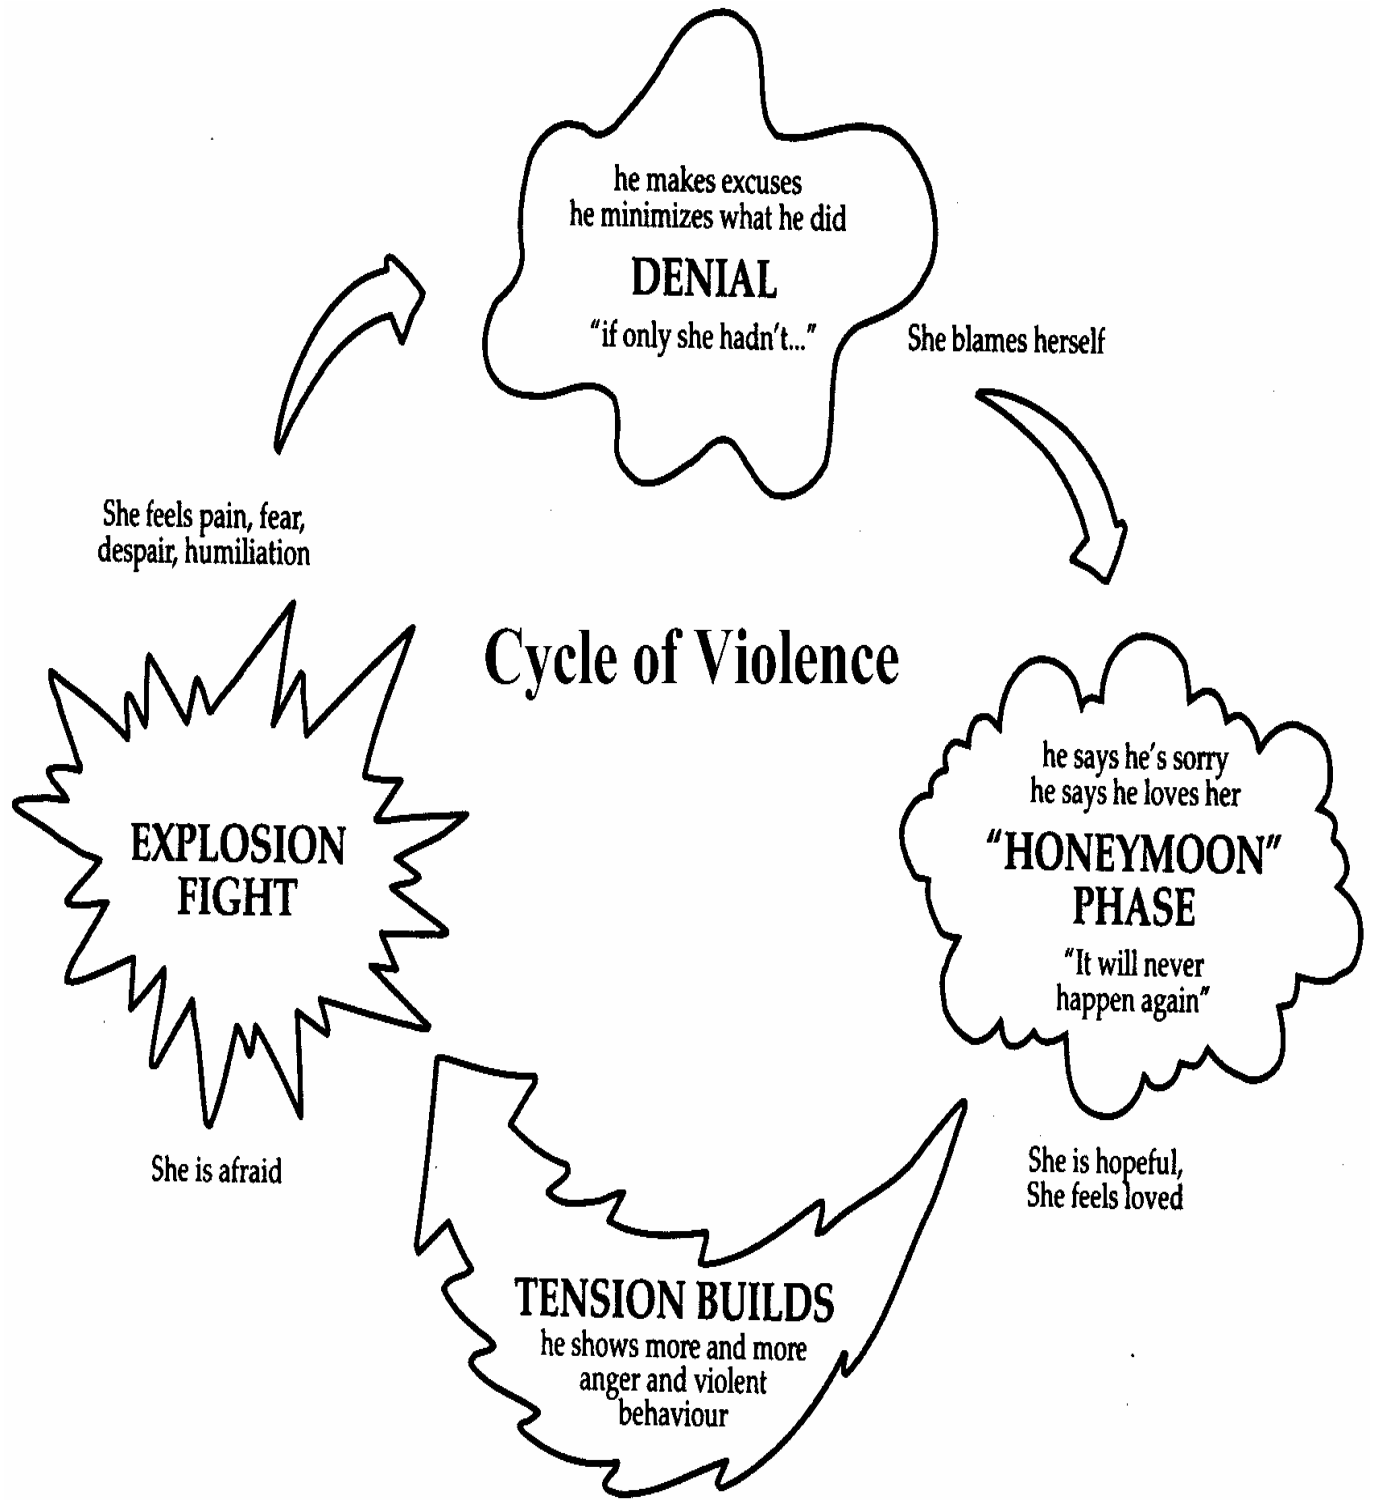 he makes excuses
he minimizes what he did
DENIAL
“if only she hadn't...”
She blames herself
She feels pain, fear,
despair, humiliation
Cycle of Violence
he says he's sorry
he says he loves her
“HONEYMOON”
PHASE
“It will never
happen again”
EXPLOSION
FIGHT
She is afraid
She is hopeful,
She feels loved
TENSION BUILDS
he shows more and more
anger and violent
behaviour